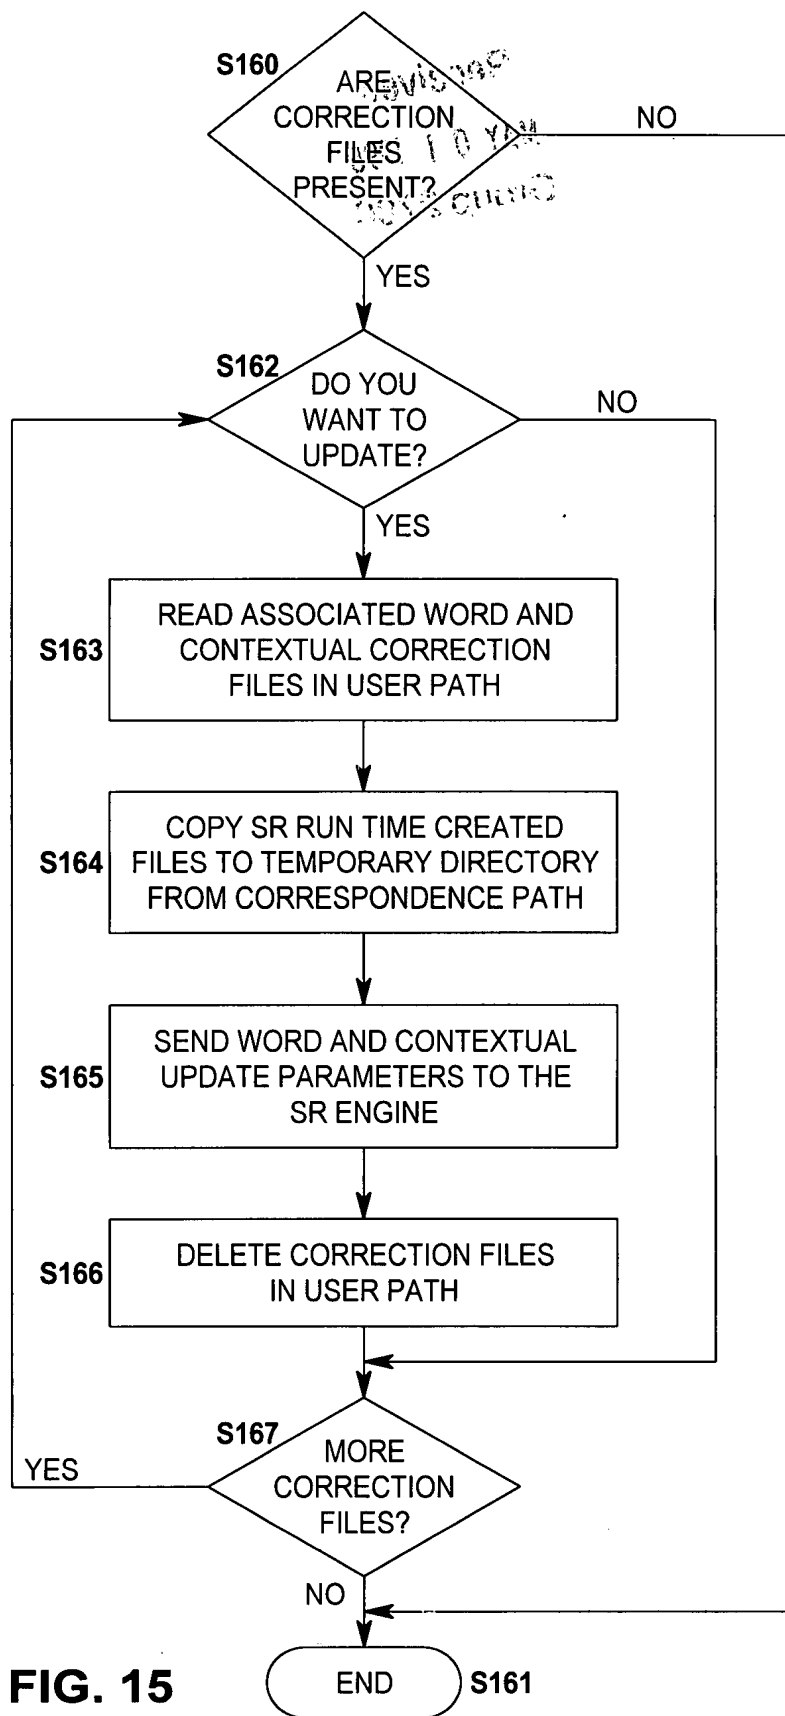 S160
ARE
CORRECTION
FILES
PRESENT?
NO
YES
S162
DO YOU
WANT TO
UPDATE?
NO
YES
S163
READ ASSOCIATED WORD AND
CONTEXTUAL CORRECTION
FILES IN USER PATH
S164
COPY SR RUN TIME CREATED
FILES TO TEMPORARY DIRECTORY
FROM CORRESPONDENCE PATH
S165
SEND WORD AND CONTEXTUAL
UPDATE PARAMETERS TO THE
SR ENGINE
S166
DELETE CORRECTION FILES
IN USER PATH
S167
MORE
CORRECTION
FILES?
YES
NO
END
S161
FIG. 15